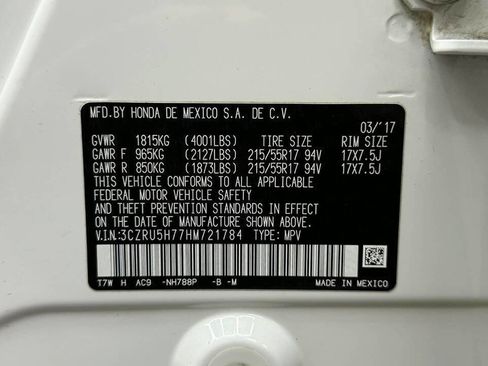 MFD.BY HONDA DE MEXICO S.A. DE C.V.
03/'17
GVWR 1815KG (4001LBS) TIRE SIZE RIM SIZE
GAWR F 965KG (2127LBS) 215/55R17 94V 17X7.5J
GAWR R 850KG (1873LBS) 215/55R17 94V 17X7.5J
THIS VEHICLE CONFORMS TO ALL APPLICABLE
FEDERAL MOTOR VEHICLE SAFETY
AND THEFT PREVENTION STANDARDS IN EFFECT
ON THE DATE OF MANUFACTURE SHOWN ABOVE.
V.I.N.:3CZRU5H77HM721784 TYPE: MPV
T7W H AC9 -NH788P -B -M MADE IN MEXICO